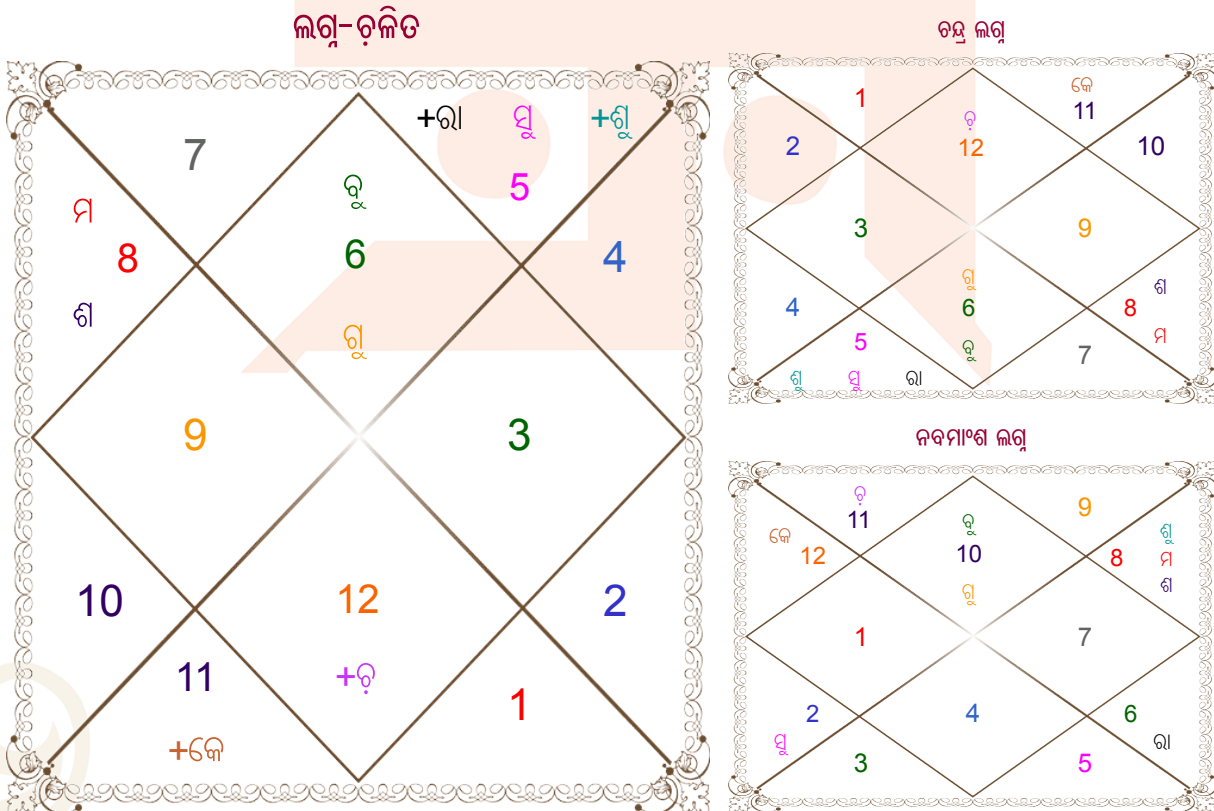 ଲଗ୍ନ-ଚ଼ଳିତ
+ରା ସୁ +ଶୁ
7 ବୁ 5
ମ
8 6 4
ଶ ଗୁ
9 3
10 12 2
11 +ଚ଼ 1
+କେ
ଚନ୍ଦ୍ର ଲଗ୍ନ
1 ଚ଼ କେ
11
2 12 10
3 9
ଗୁ
4 6 8 ଶ
5 ବୁ 7 ମ
ଶୁ ସୁ ରା
ନବମାଂଶ ଲଗ୍ନ
ଚ଼ 9
11 ବୁ ଶୁ
କେ 12 10 8 ମ
ଗୁ ଶ
1 7
2 4 6
ସୁ ରା
3 5